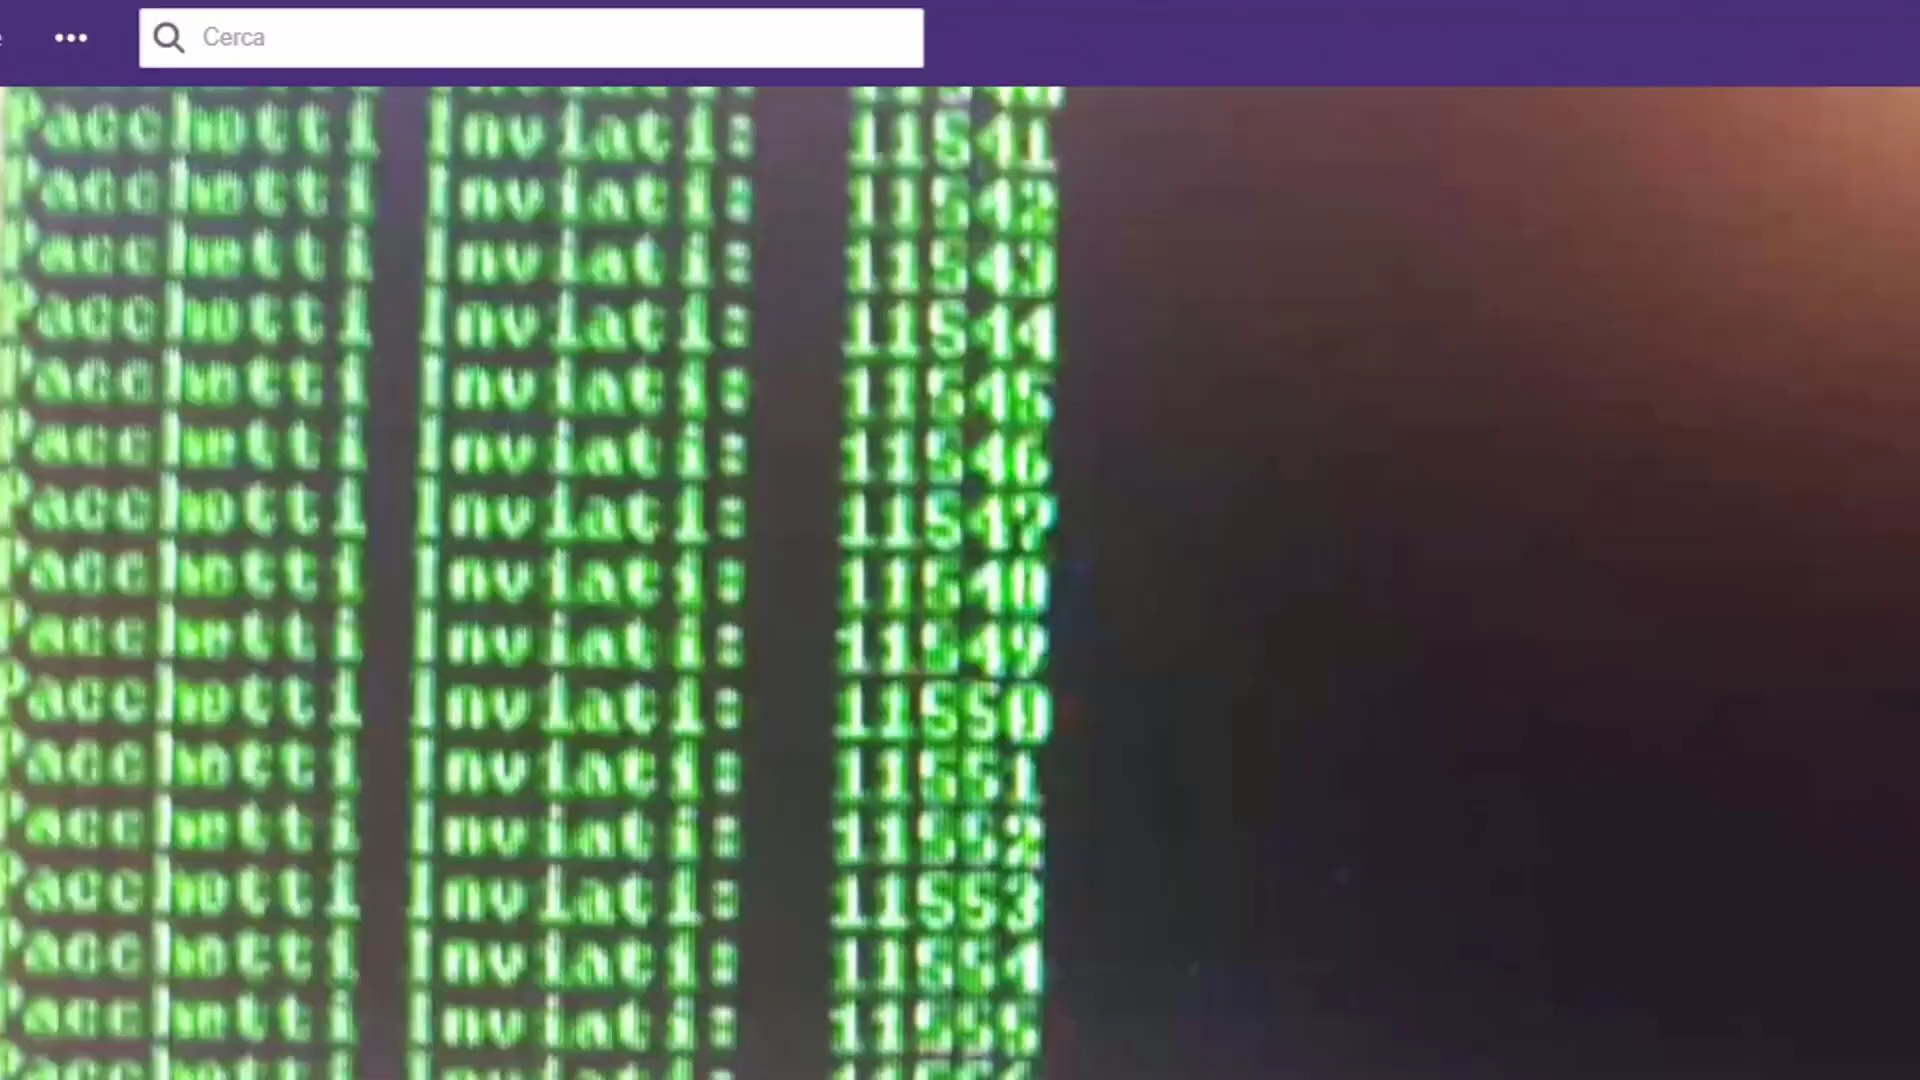 Cerca
Pacchetti Inviati: 11541
Pacchetti Inviati: 11542
Pacchetti Inviati: 11543
Pacchetti Inviati: 11544
Pacchetti Inviati: 11545
Pacchetti Inviati: 11546
Pacchetti Inviati: 11547
Pacchetti Inviati: 11548
Pacchetti Inviati: 11549
Pacchetti Inviati: 11550
Pacchetti Inviati: 11551
Pacchetti Inviati: 11552
Pacchetti Inviati: 11553
Pacchetti Inviati: 11554
Pacchetti Inviati: 11555